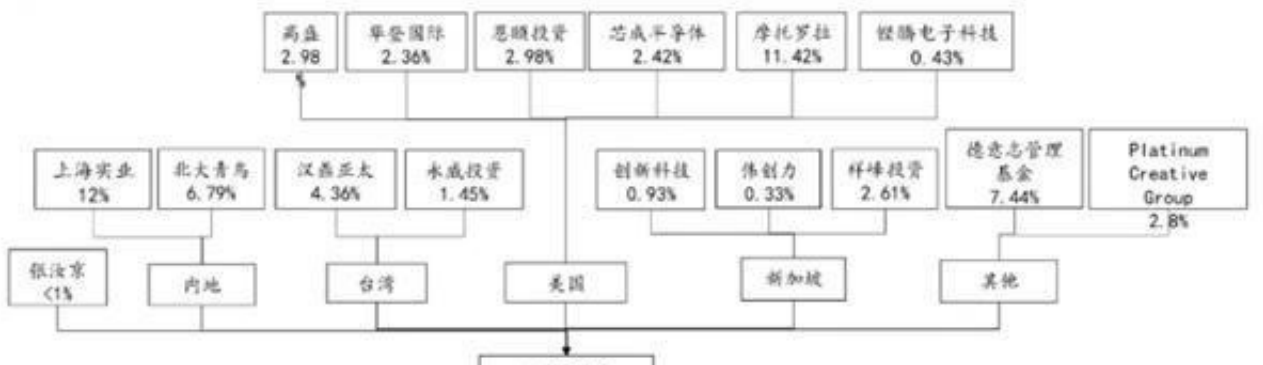 高盛
2.98
%
华登国际
2.36%
恩颐投资
2.98%
芯成半导体
2.42%
摩托罗拉
11.42%
铿腾电子科技
0.43%
上海实业
12%
北大青鸟
6.79%
汉鼎亚太
4.36%
永威投资
1.45%
创新科技
0.93%
伟创力
0.33%
祥峰投资
2.61%
德意志管理
基金
7.44%
Platinum
Creative
Group
2.8%
张汝京
<1%
内地
台湾
美国
新加坡
其他